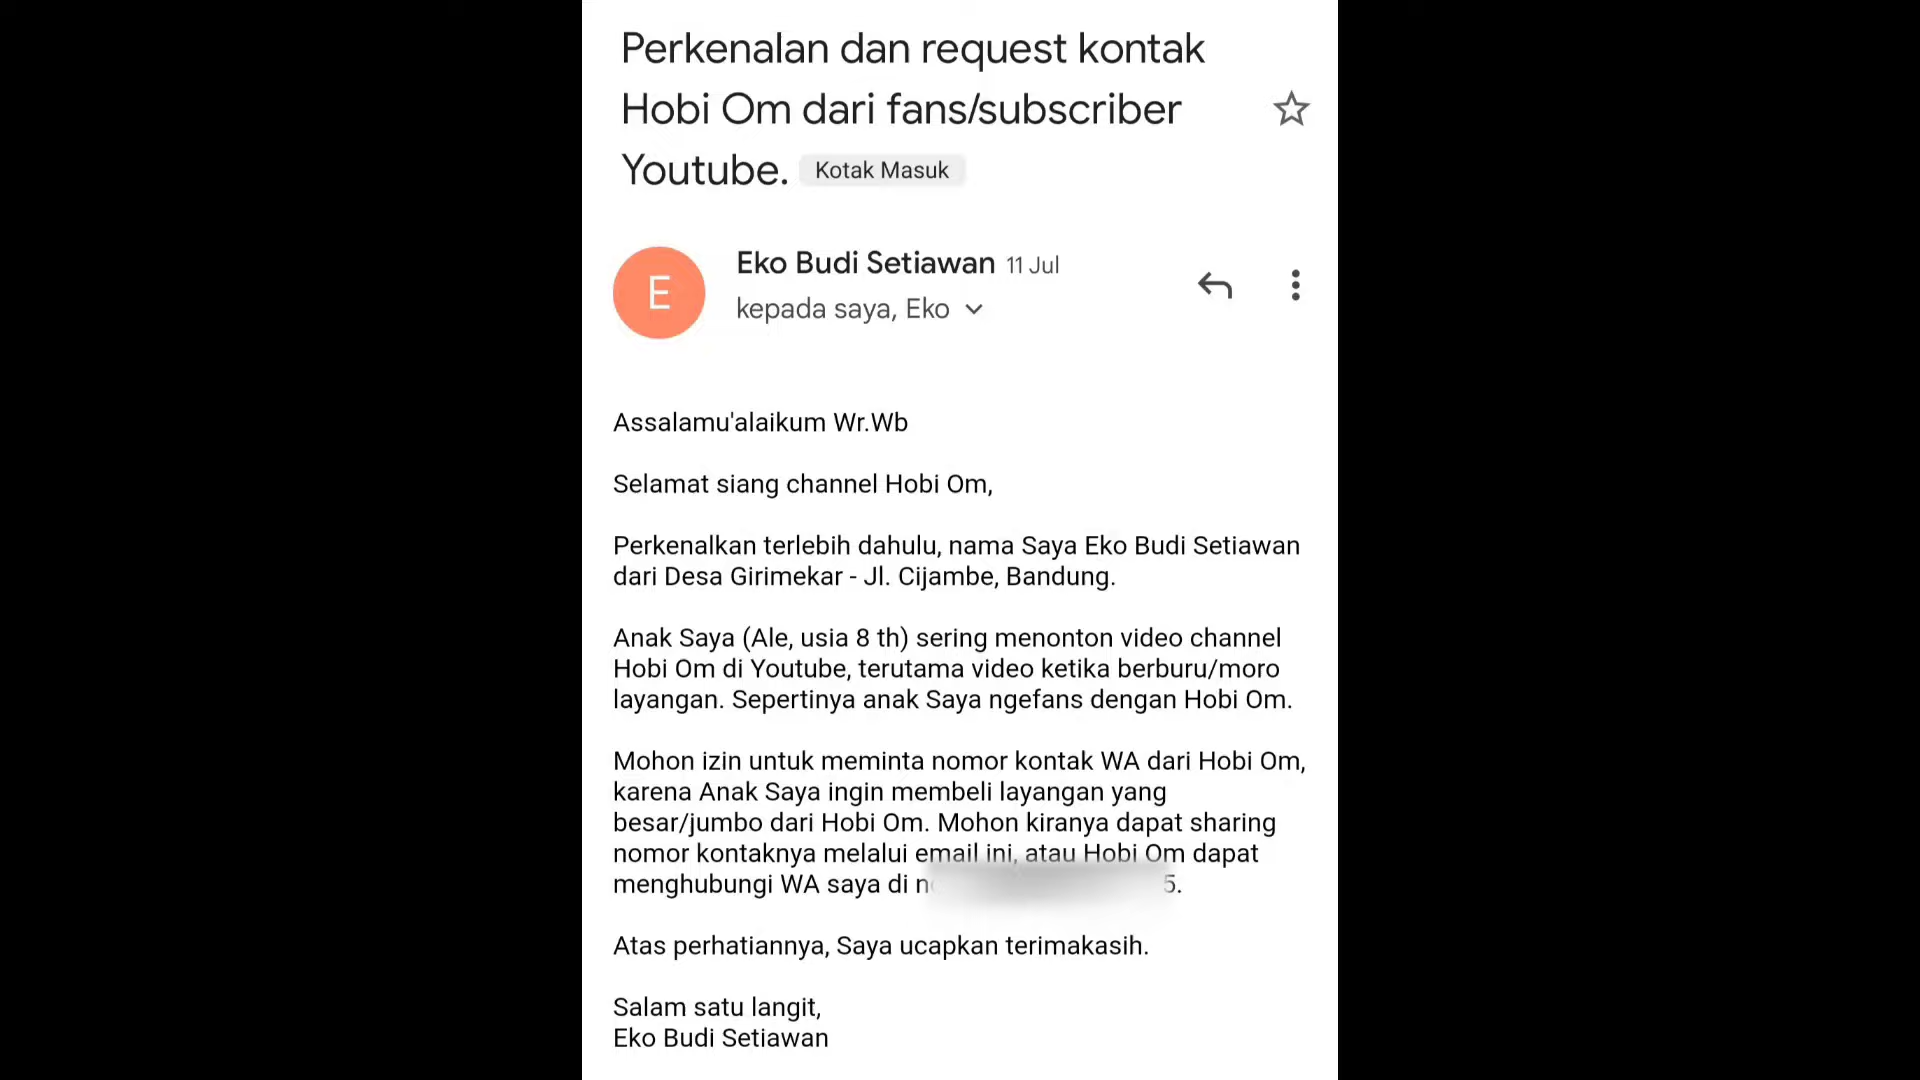 Perkenalan dan request kontak
Hobi Om dari fans/subscriber
Youtube. Kotak Masuk
E
Eko Budi Setiawan 11 Jul
kepada saya, Eko
Assalamu'alaikum Wr.Wb
Selamat siang channel Hobi Om,
Perkenalkan terlebih dahulu, nama Saya Eko Budi Setiawan
dari Desa Girimekar - Jl. Cijambe, Bandung.
Anak Saya (Ale, usia 8 th) sering menonton video channel
Hobi Om di Youtube, terutama video ketika berburu/moro
layangan. Sepertinya anak Saya ngefans dengan Hobi Om.
Mohon izin untuk meminta nomor kontak WA dari Hobi Om,
karena Anak Saya ingin membeli layangan yang
besar/jumbo dari Hobi Om. Mohon kiranya dapat sharing
nomor kontaknya melalui email ini, atau Hobi Om dapat
menghubungi WA saya di 5.
Atas perhatiannya, Saya ucapkan terimakasih.
Salam satu langit,
Eko Budi Setiawan